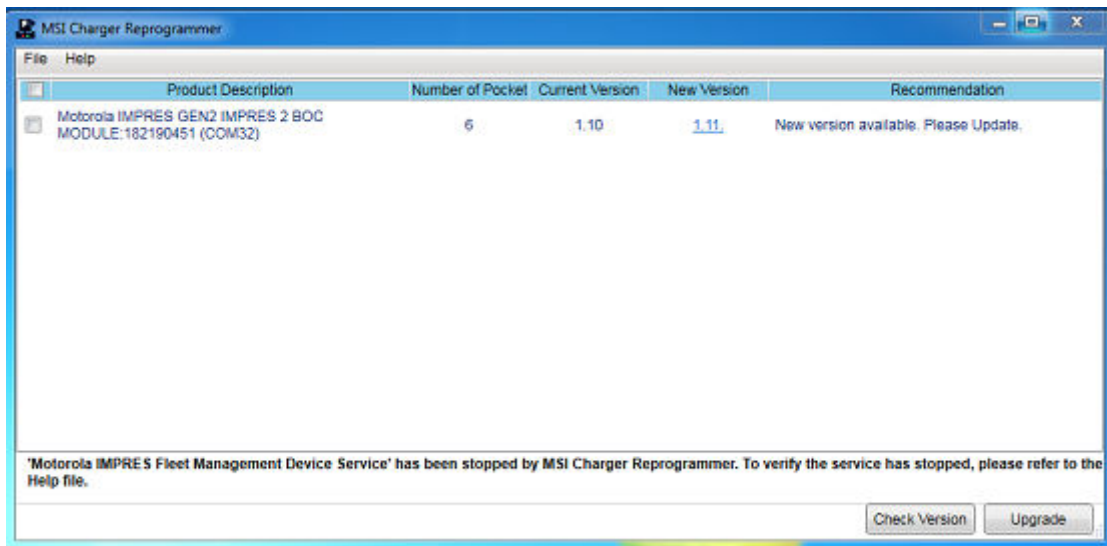 MSI Charger Reprogrammer
File Help
Product Description Number of Pocket Current Version New Version Recommendation
Motorola IMPRES GEN2 IMPRES 2 BOC
MODULE:182190451 (COM32) 6 1.10 1.11. New version available. Please Update.
'Motorola IMPRES Fleet Management Device Service' has been stopped by MSI Charger Reprogrammer. To verify the service has stopped, please refer to the
Help file.
Check Version Upgrade